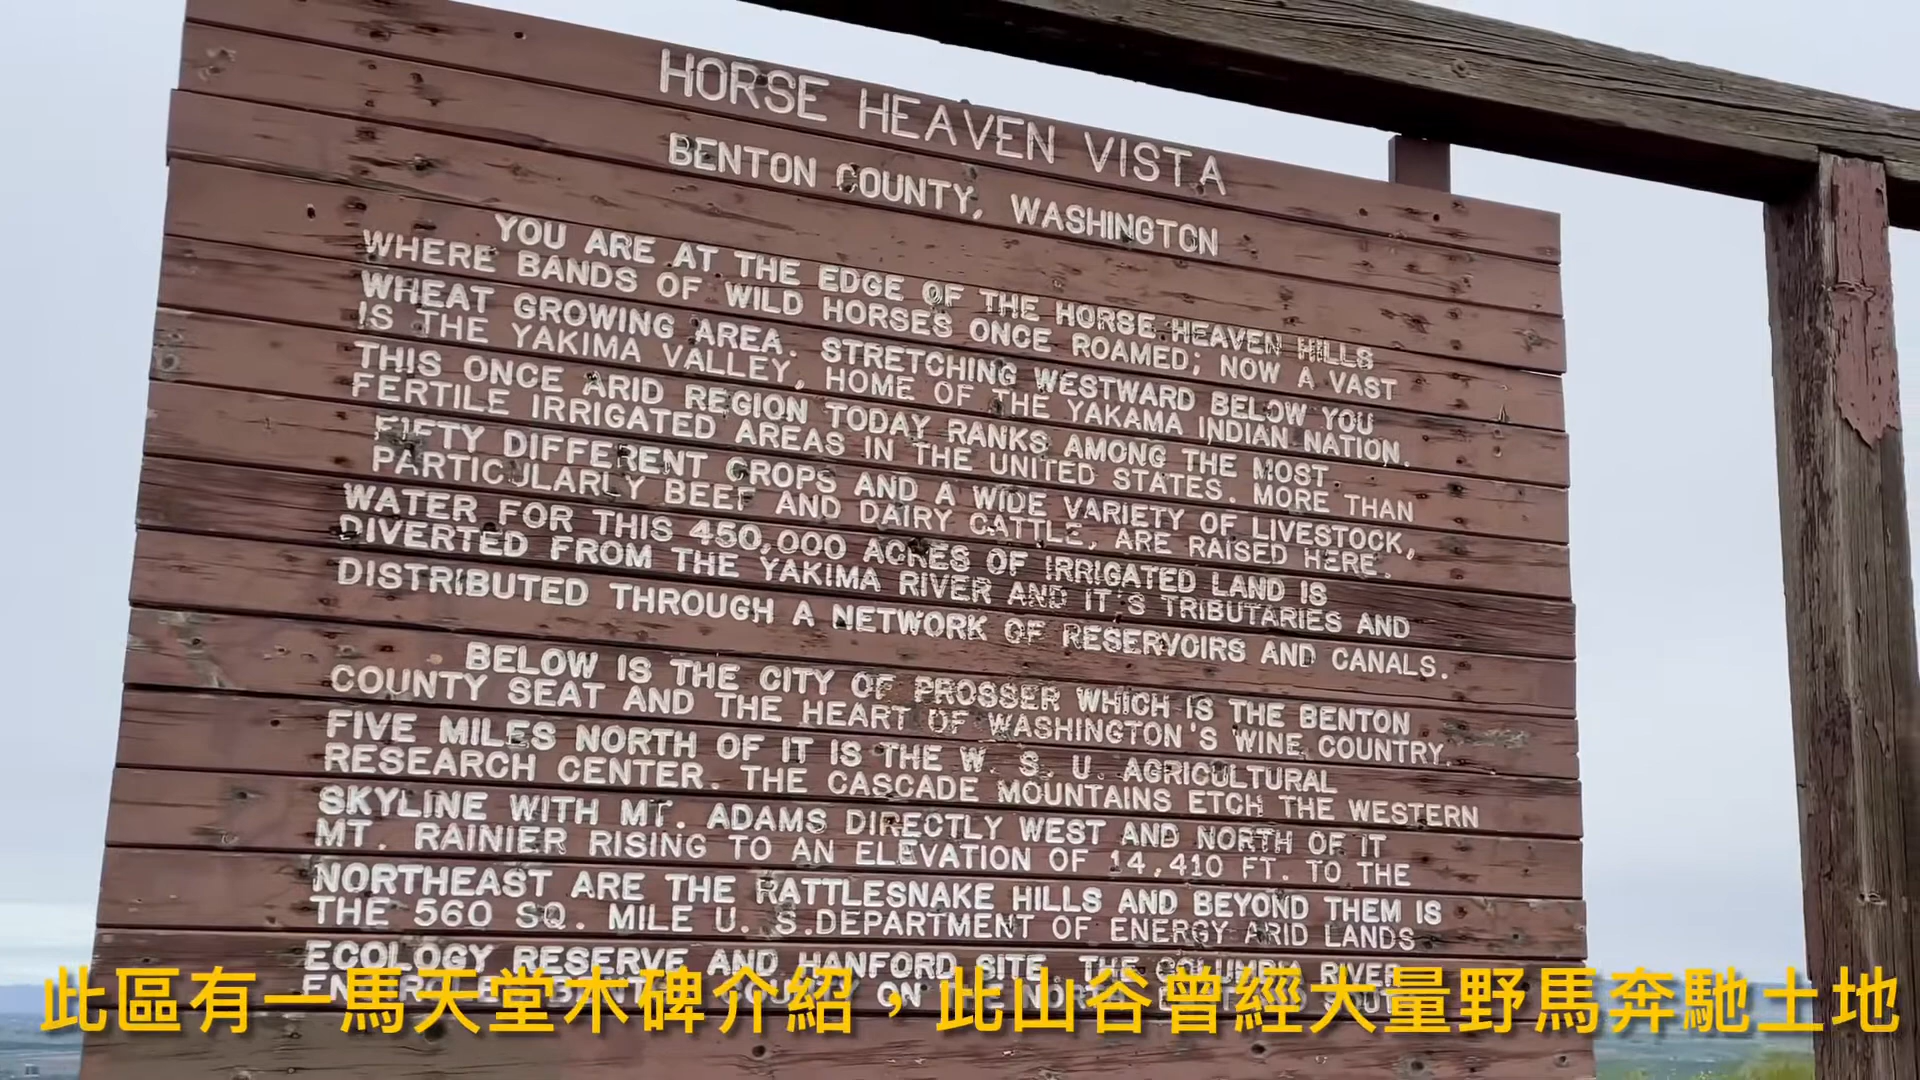 HORSE HEAVEN VISTA
BENTON COUNTY, WASHINGTON
YOU ARE AT THE EDGE OF THE HORSE HEAVEN HILLS
WHERE BANDS OF WILD HORSES ONCE ROAMED; NOW A VAST
WHEAT GROWING AREA. STRETCHING WESTWARD BELOW YOU
IS THE YAKIMA VALLEY, HOME OF THE YAKAMA INDIAN NATION.
THIS ONCE ARID REGION TODAY RANKS AMONG THE MOST
FERTILE IRRIGATED AREAS IN THE UNITED STATES. MORE THAN
FIFTY DIFFERENT CROPS AND A WIDE VARIETY OF LIVESTOCK,
PARTICULARLY BEEF AND DAIRY CATTLE, ARE RAISED HERE.
WATER FOR THIS 450,000 ACRES OF IRRIGATED LAND IS
DIVERTED FROM THE YAKIMA RIVER AND IT'S TRIBUTARIES AND
DISTRIBUTED THROUGH A NETWORK OF RESERVOIRS AND CANALS.
BELOW IS THE CITY OF PROSSER WHICH IS THE BENTON
COUNTY SEAT AND THE HEART OF WASHINGTON'S WINE COUNTRY.
FIVE MILES NORTH OF IT IS THE W. S. U. AGRICULTURAL
RESEARCH CENTER. THE CASCADE MOUNTAINS ETCH THE WESTERN
SKYLINE WITH MT. ADAMS DIRECTLY WEST AND NORTH OF IT
MT. RAINIER RISING TO AN ELEVATION OF 14,410 FT. TO THE
NORTHEAST ARE THE RATTLESNAKE HILLS AND BEYOND THEM IS
THE 560 SQ. MILE U. S. DEPARTMENT OF ENERGY ARID LANDS
ECOLOGY RESERVE AND HANFORD SITE. THE COLUMBIA RIVER
COUNTY ON THE
此區有一馬天堂木碑介紹，此山谷曾經大量野馬奔馳土地